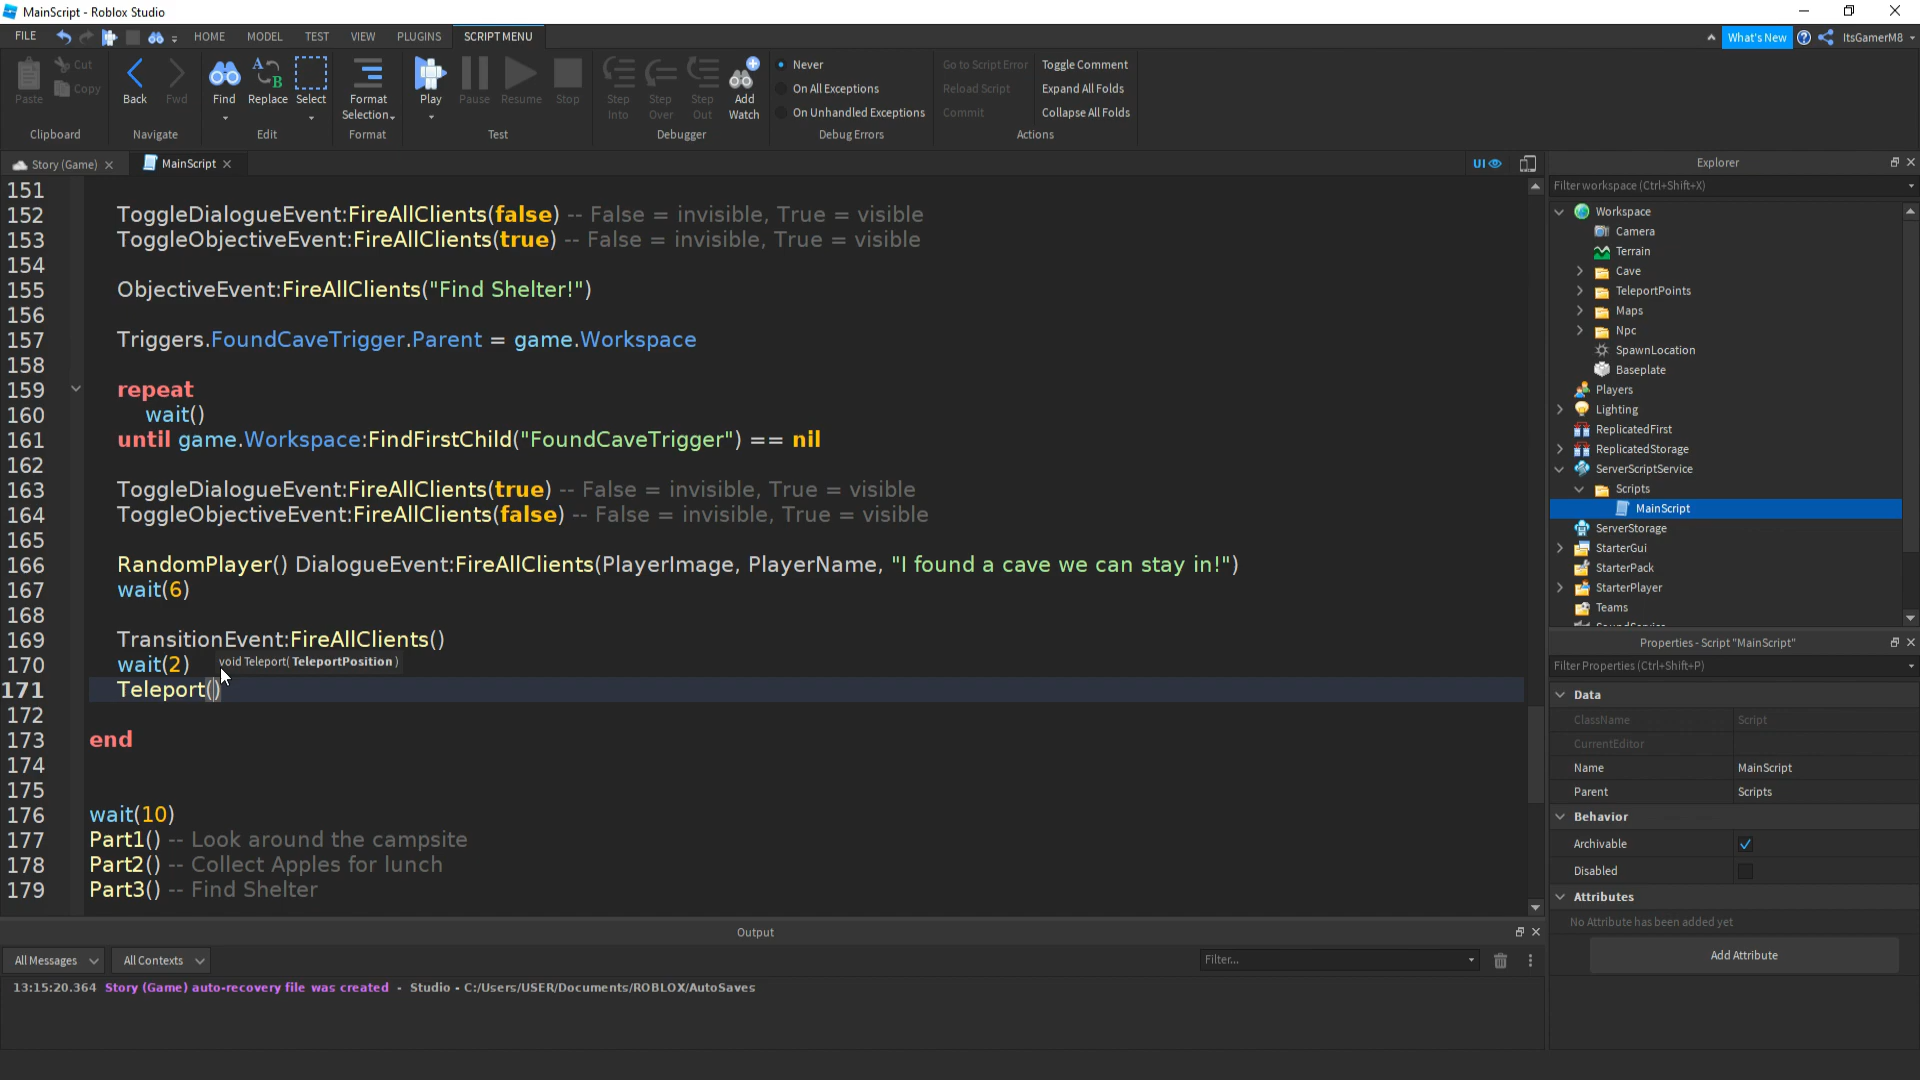 MainScript - Roblox Studio
FILE
HOME
MODEL
TEST
VIEW
PLUGINS
SCRIPT MENU
What's New
ItsGamerM8
Paste
Cut
Copy
Clipboard
Back
Fwd
Navigate
Find
Replace
Select
Edit
Format
Selection
Format
Play
Pause
Resume
Stop
Test
Step
Into
Step
Over
Step
Out
Add
Watch
Debugger
Never
On All Exceptions
On Unhandled Exceptions
Debug Errors
Go to Script Error
Reload Script
Commit
Toggle Comment
Expand All Folds
Collapse All Folds
Actions
Story (Game)
MainScript
UI
151
152 ToggleDialogueEvent:FireAllClients(false) -- False = invisible, True = visible
153 ToggleObjectiveEvent:FireAllClients(true) -- False = invisible, True = visible
154
155 ObjectiveEvent:FireAllClients("Find Shelter!")
156
157 Triggers.FoundCaveTrigger.Parent = game.Workspace
158
159 repeat
160 wait()
161 until game.Workspace:FindFirstChild("FoundCaveTrigger") == nil
162
163 ToggleDialogueEvent:FireAllClients(true) -- False = invisible, True = visible
164 ToggleObjectiveEvent:FireAllClients(false) -- False = invisible, True = visible
165
166 RandomPlayer() DialogueEvent:FireAllClients(PlayerImage, PlayerName, "I found a cave we can stay in!")
167 wait(6)
168
169 TransitionEvent:FireAllClients()
170 wait(2)
void Teleport( TeleportPosition )
171 Teleport()
172
173 end
174
175
176 wait(10)
177 Part1() -- Look around the campsite
178 Part2() -- Collect Apples for lunch
179 Part3() -- Find Shelter
Output
All Messages
All Contexts
Filter...
13:15:20.364 Story (Game) auto-recovery file was created - Studio - C:/Users/USER/Documents/ROBLOX/AutoSaves
Explorer
Filter workspace (Ctrl+Shift+X)
Workspace
Camera
Terrain
Cave
TeleportPoints
Maps
Npc
SpawnLocation
Baseplate
Players
Lighting
ReplicatedFirst
ReplicatedStorage
ServerScriptService
Scripts
MainScript
ServerStorage
StarterGui
StarterPack
StarterPlayer
Teams
Properties - Script "MainScript"
Filter Properties (Ctrl+Shift+P)
Data
ClassName Script
CurrentEditor
Name MainScript
Parent Scripts
Behavior
Archivable
Disabled
Attributes
No Attribute has been added yet
Add Attribute